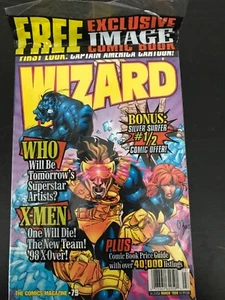 FREE EXCLUSIVE
IMAGE
COMIC BOOK
FIRST LOOK: CAPTAIN AMERICA CARTOON!
WIZARD
BONUS:
SILVER SURFER
#1/2
COMIC OFFER!
WHO
Will Be
Tomorrow's
Superstar
Artists?
X-MEN
One Will Die!
The New Team!
'98 X-Over!
PLUS
Comic Book Price Guide
with over 40,000 listings
THE COMICS MAGAZINE #79